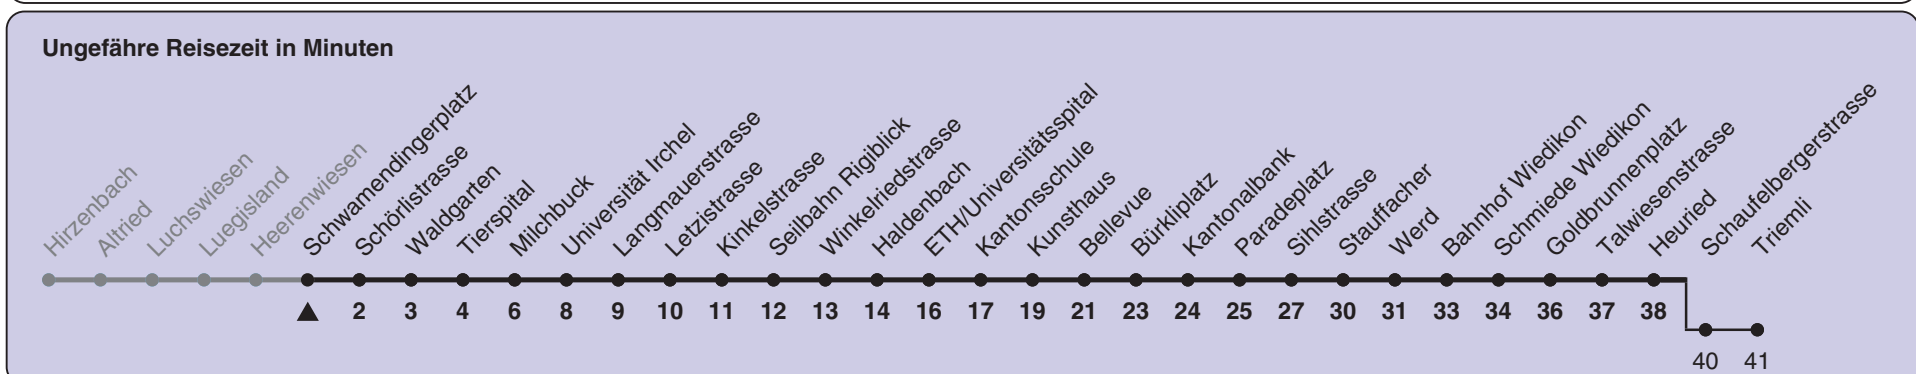 Ungefähre Reisezeit in Minuten
Hirzenbach
Altried
Luchswiesen
Luegisland
Heerenwiesen
Schwamendingerplatz
Schörlistrasse
Waldgarten
Tierspital
Milchbuck
Universität Irchel
Langmauerstrasse
Letzistrasse
Kinkelstrasse
Seilbahn Rigiblick
Winkelriedstrasse
Haldenbach
ETH/Universitätsspital
Kantonsschule
Kunsthaus
Bellevue
Bürkliplatz
Kantonalbank
Paradeplatz
Sihlstrasse
Stauffacher
Werd
Bahnhof Wiedikon
Schmiede Wiedikon
Goldbrunnenplatz
Talwiesenstrasse
Heuried
Schaufelbergerstrasse
Triemli
2 3 4 6 8 9 10 11 12 13 14 16 17 19 21 23 24 25 27 30 31 33 34 36 37 38
40 41